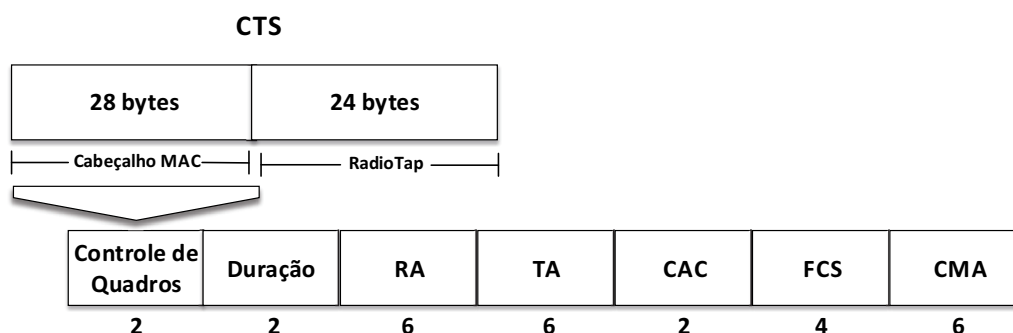 CTS
28 bytes 24 bytes
Cabeçalho MAC RadioTap
Controle de Quadros Duração RA TA CAC FCS CMA
2 2 6 6 2 4 6